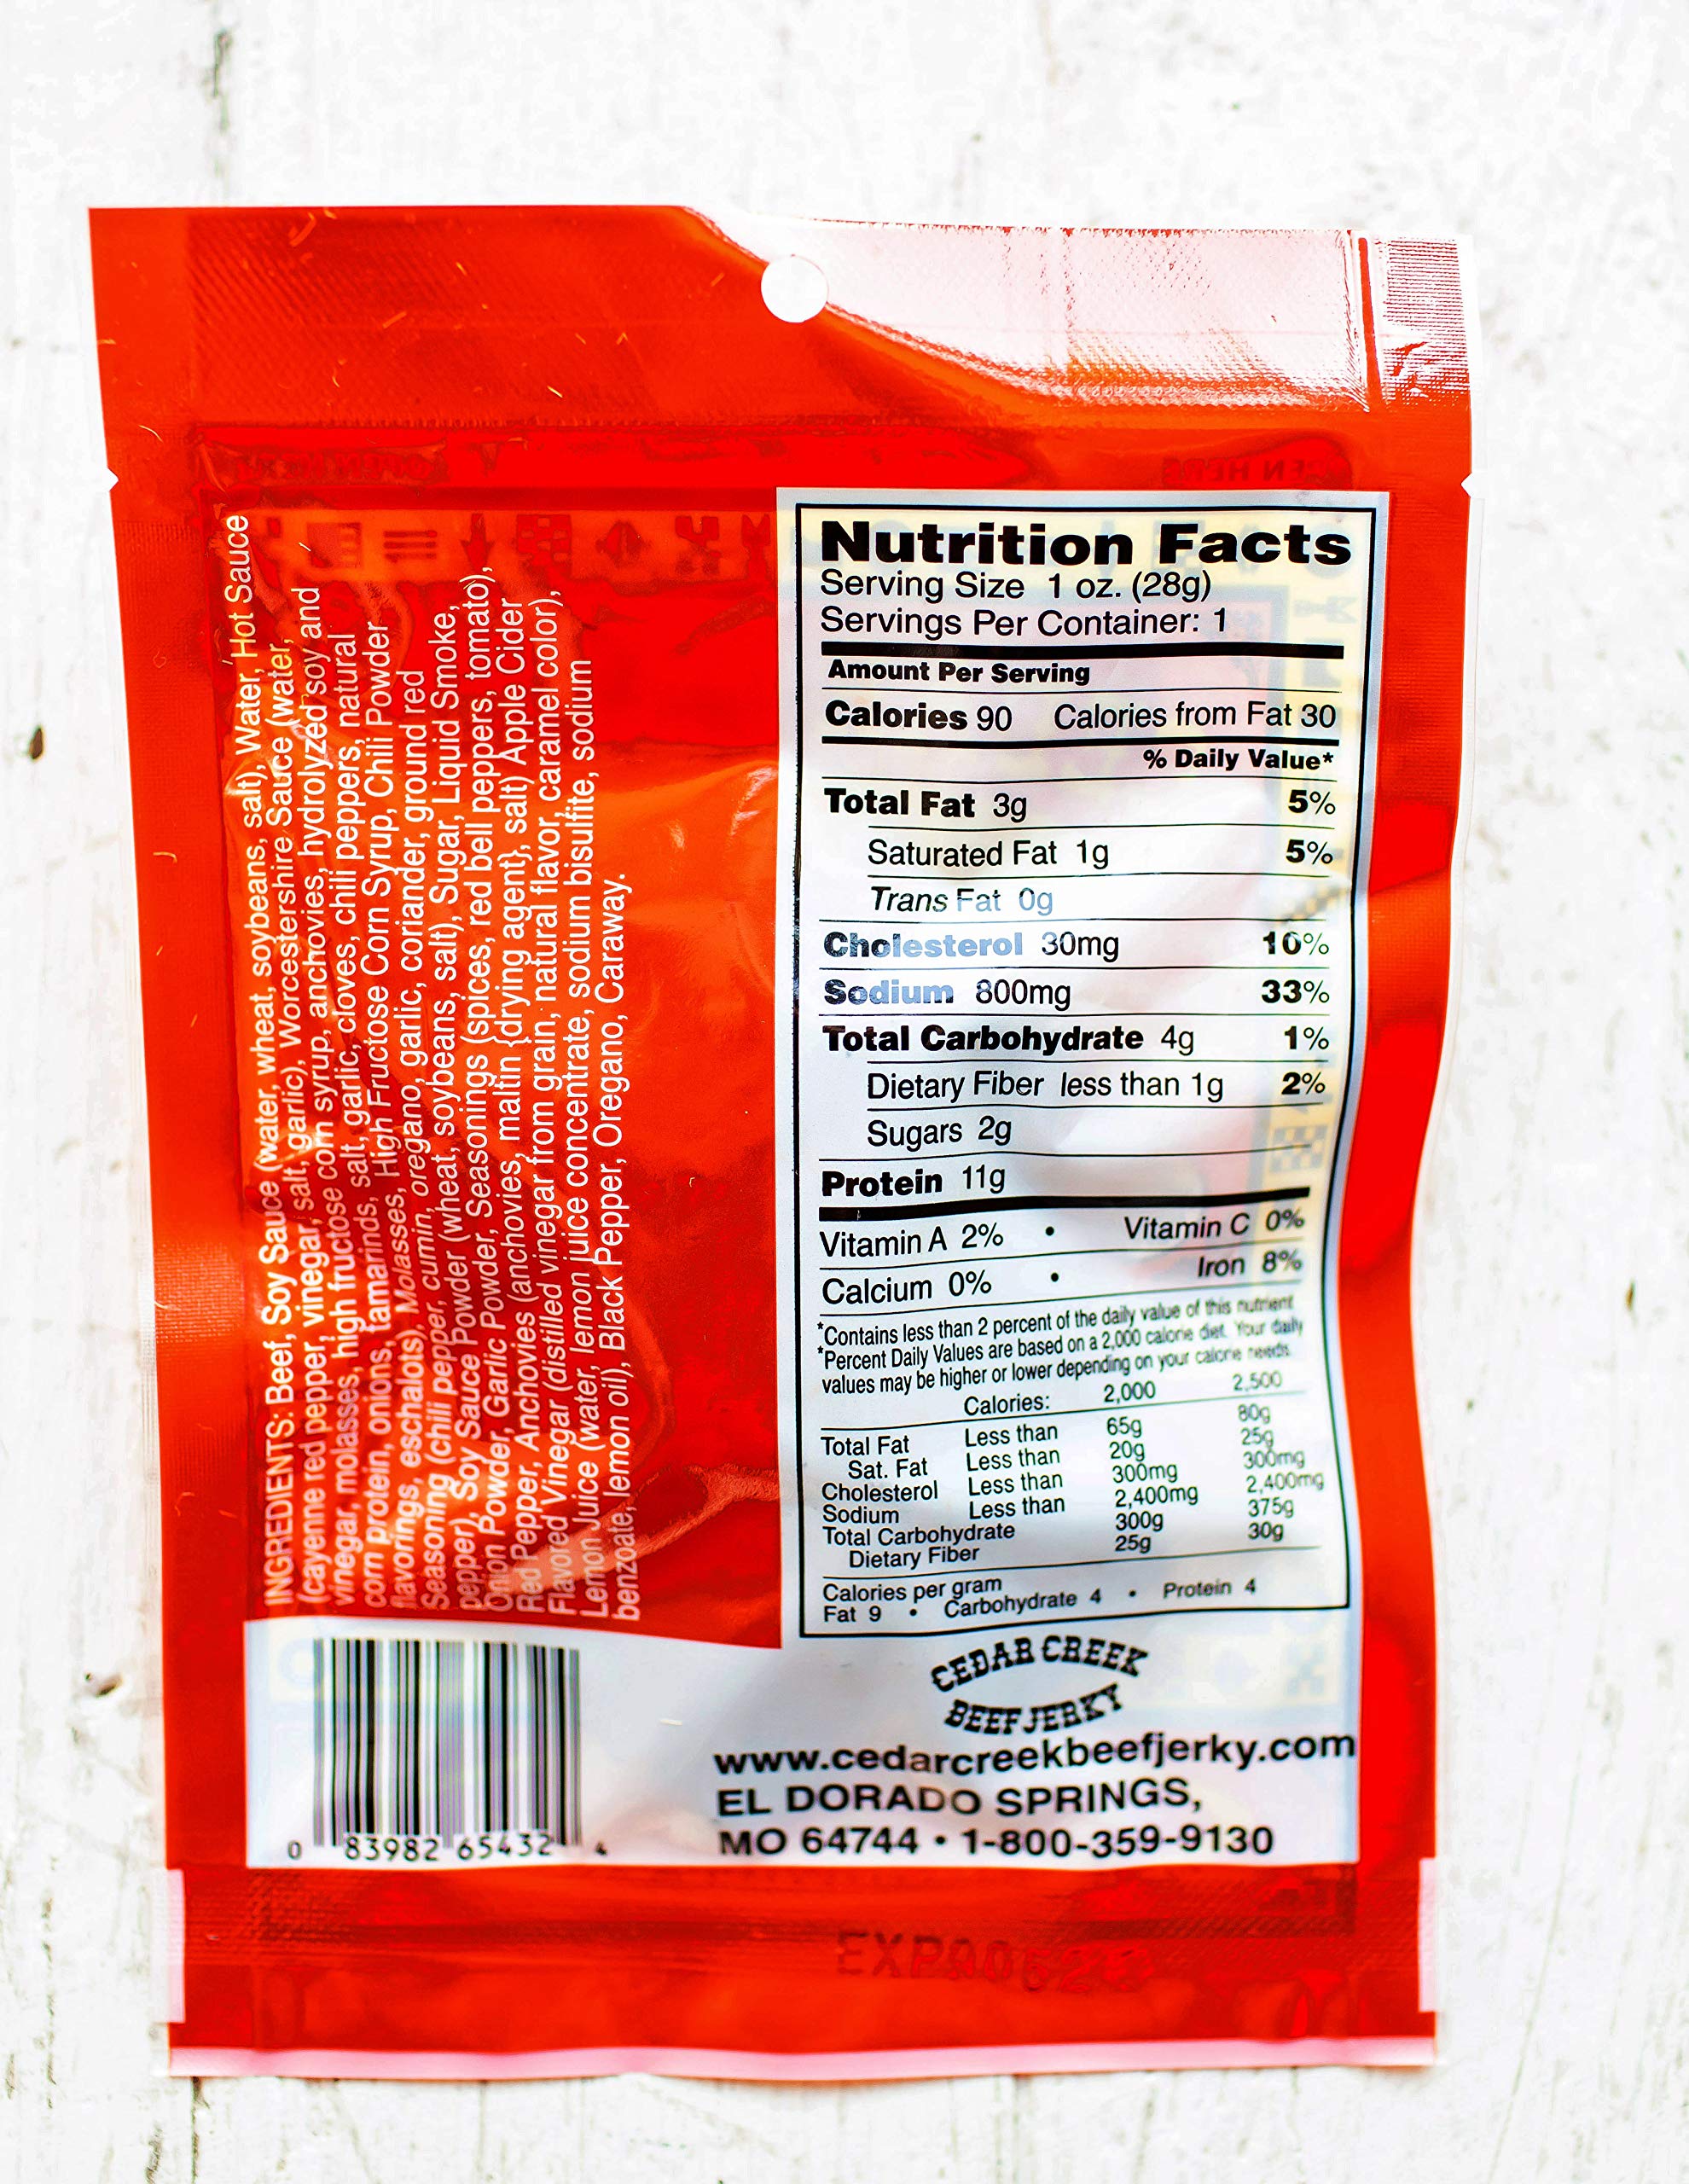 INGREDIENTS: Beef, Soy Sauce (water, wheat, soybeans, salt), Water, Hot Sauce
(cayenne red pepper, vinegar, salt, garlic), Worcestershire Sauce (water,
vinegar, molasses, high fructose corn syrup, anchovies, hydrolyzed soy and
corn protein, onions, tamarinds, salt, garlic, cloves, chili peppers, natural
flavorings, eschalots), Molasses, High Fructose Corn Syrup, Chili Powder
Seasoning (chili pepper, cumin, oregano, garlic, coriander, ground red
pepper), Soy Sauce Powder (wheat, soybeans, salt), Sugar, Liquid Smoke,
Onion Powder, Garlic Powder, Seasonings (spices, red bell peppers, tomato),
Red Pepper, Anchovies (anchovies, maltin {drying agent}, salt) Apple Cider
Flavored Vinegar (distilled vinegar from grain, natural flavor, caramel color),
Lemon Juice (water, lemon juice concentrate, sodium bisulfite, sodium
benzoate, lemon oil), Black Pepper, Oregano, Caraway.
Nutrition Facts
Serving Size 1 oz. (28g)
Servings Per Container: 1
Amount Per Serving
Calories 90 Calories from Fat 30
% Daily Value*
Total Fat 3g 5%
Saturated Fat 1g 5%
Trans Fat 0g
Cholesterol 30mg 10%
Sodium 800mg 33%
Total Carbohydrate 4g 1%
Dietary Fiber less than 1g 2%
Sugars 2g
Protein 11g
Vitamin A 2% • Vitamin C 0%
Calcium 0% • Iron 8%
*Contains less than 2 percent of the daily value of this nutrient
*Percent Daily Values are based on a 2,000 calorie diet. Your daily
values may be higher or lower depending on your calorie needs.
Calories: 2,000 2,500
Total Fat Less than 65g 80g
Sat. Fat Less than 20g 25g
Cholesterol Less than 300mg 300mg
Sodium Less than 2,400mg 2,400mg
Total Carbohydrate 300g 375g
Dietary Fiber 25g 30g
Calories per gram
Fat 9 • Carbohydrate 4 • Protein 4
CEDAR CREEK
BEEF JERKY
www.cedarcreekbeefjerky.com
EL DORADO SPRINGS,
MO 64744 • 1-800-359-9130
0 83982 65432 4